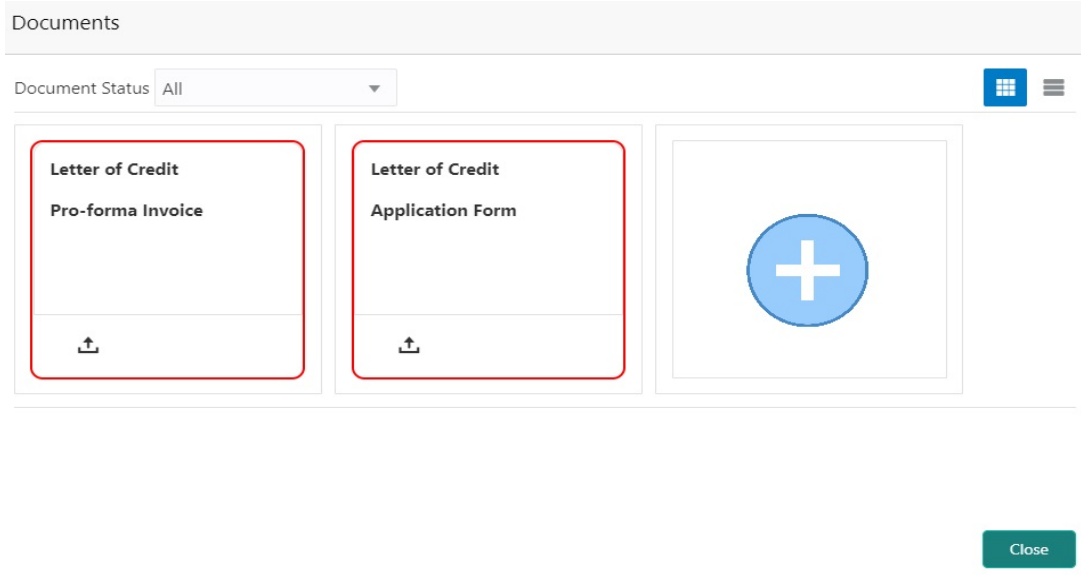 Documents
Document Status All
Letter of Credit
Pro-forma Invoice
Letter of Credit
Application Form
Close